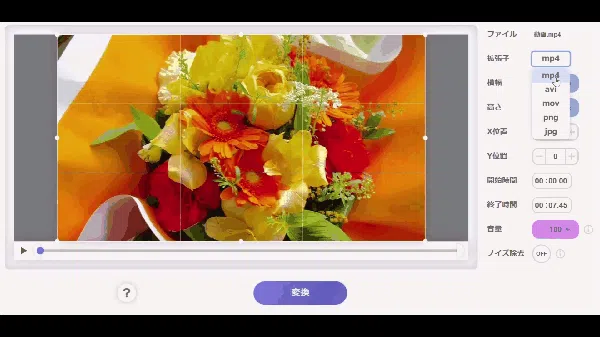 ファイル 動画.mp4
拡張子 mp4
mp4
avi
mov
png
jpg
横幅
高さ
X位置
Y位置 0
開始時間 00:00.00
終了時間 00:07.45
音量 100
ノイズ除去 OFF
?
変換